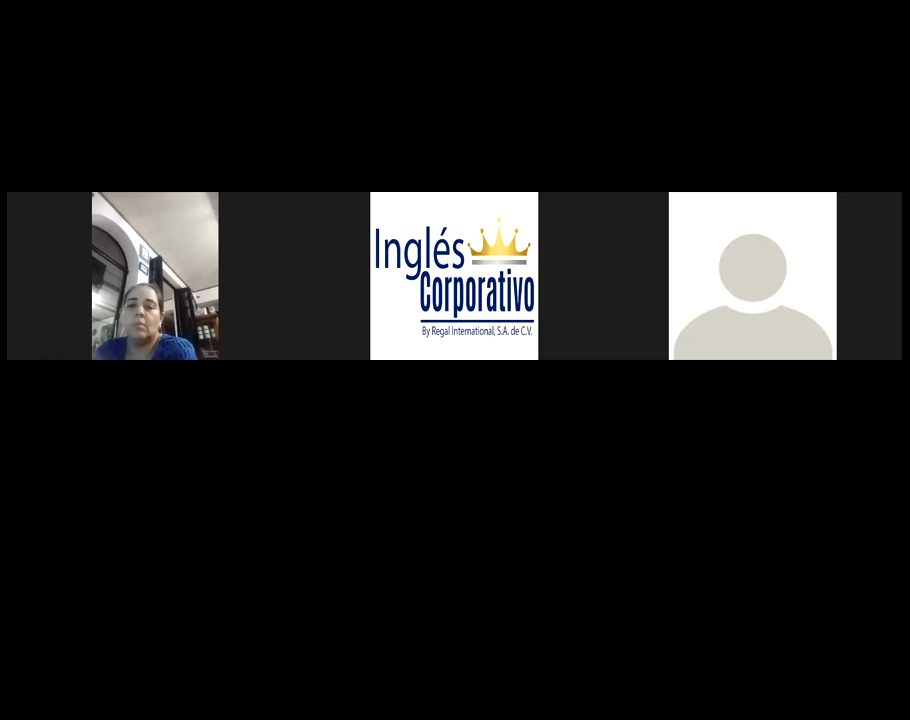 Inglés
Corporativo
By Regal International, S.A. de C.V.